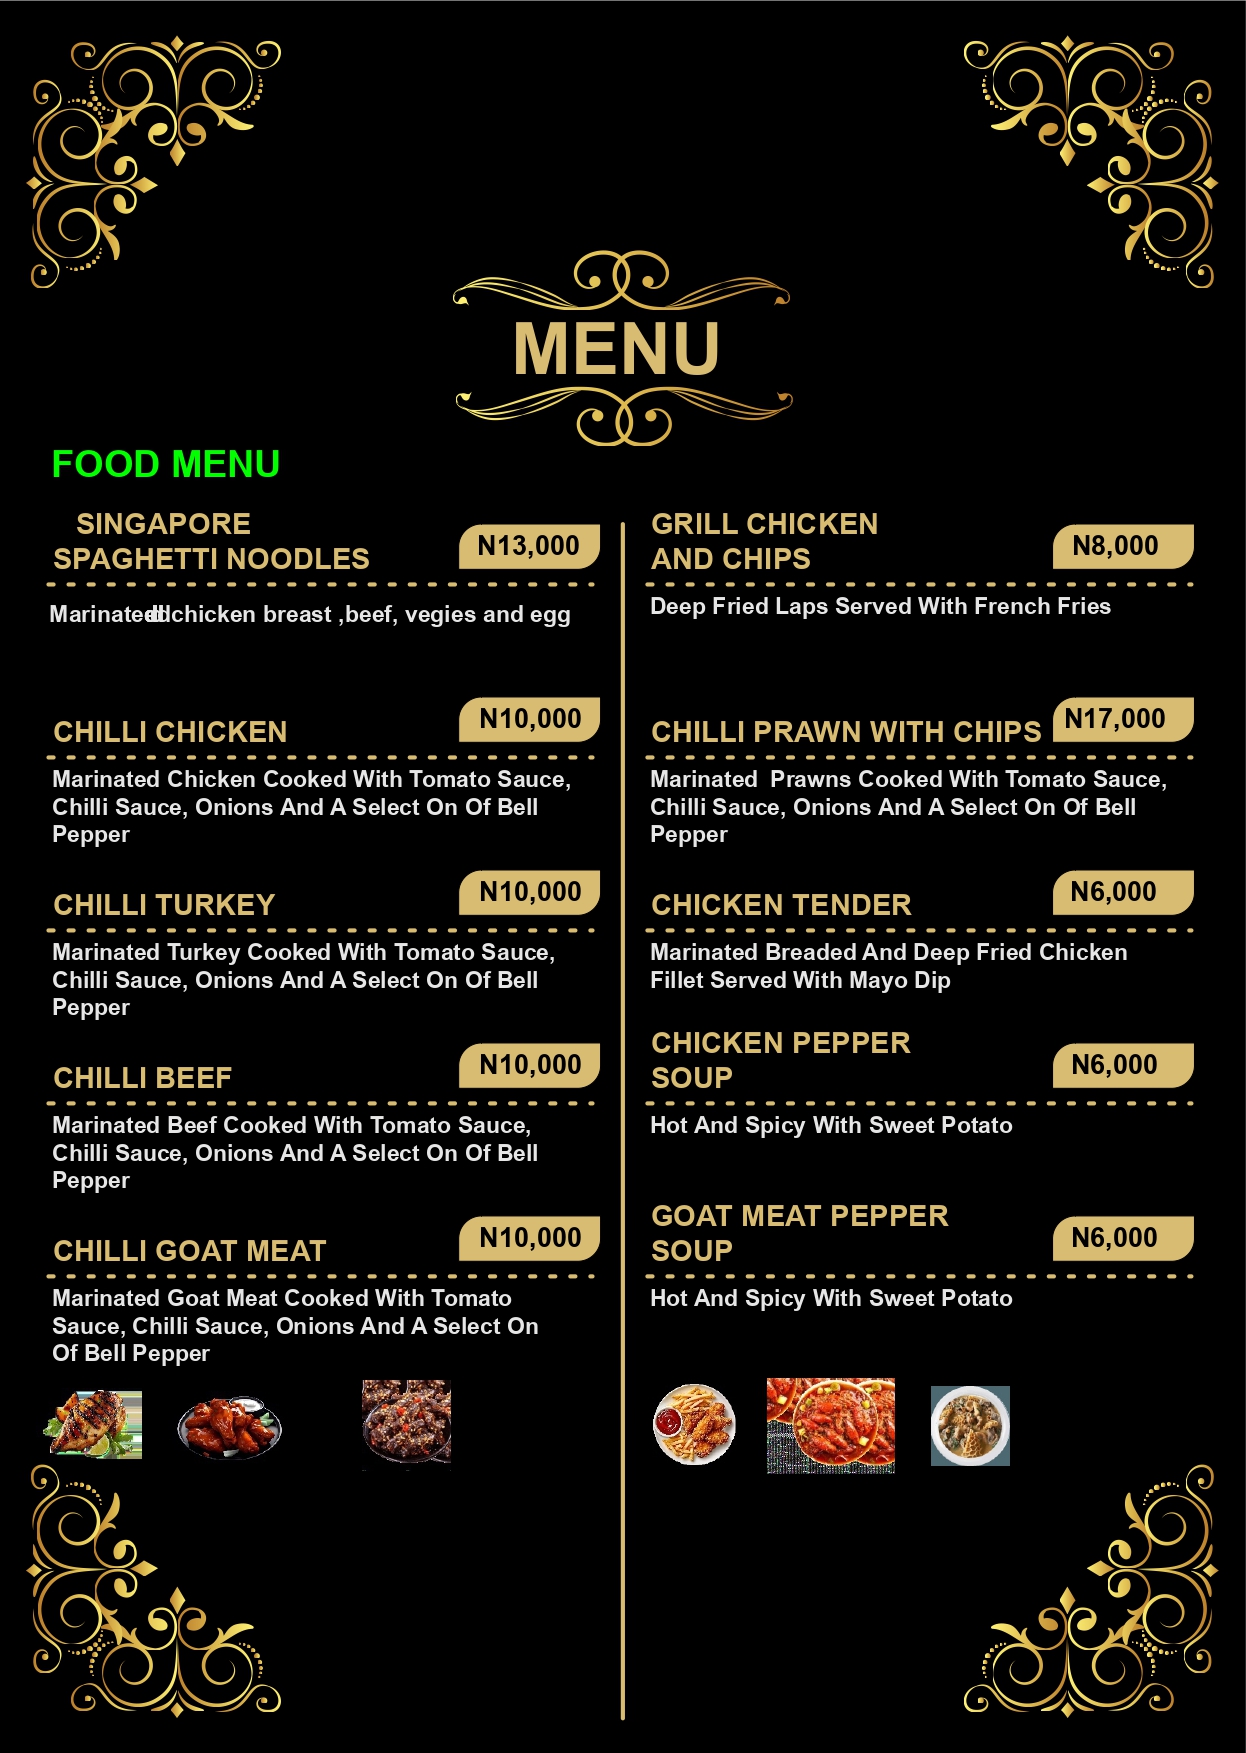 MENU
FOOD MENU
SINGAPORE
SPAGHETTI NOODLES
N13,000
Marinated chicken breast ,beef, vegies and egg
CHILLI CHICKEN
N10,000
Marinated Chicken Cooked With Tomato Sauce,
Chilli Sauce, Onions And A Select On Of Bell
Pepper
CHILLI TURKEY
N10,000
Marinated Turkey Cooked With Tomato Sauce,
Chilli Sauce, Onions And A Select On Of Bell
Pepper
CHILLI BEEF
N10,000
Marinated Beef Cooked With Tomato Sauce,
Chilli Sauce, Onions And A Select On Of Bell
Pepper
CHILLI GOAT MEAT
N10,000
Marinated Goat Meat Cooked With Tomato
Sauce, Chilli Sauce, Onions And A Select On
Of Bell Pepper
GRILL CHICKEN
AND CHIPS
N8,000
Deep Fried Laps Served With French Fries
CHILLI PRAWN WITH CHIPS
N17,000
Marinated  Prawns Cooked With Tomato Sauce,
Chilli Sauce, Onions And A Select On Of Bell
Pepper
CHICKEN TENDER
N6,000
Marinated Breaded And Deep Fried Chicken
Fillet Served With Mayo Dip
CHICKEN PEPPER
SOUP
N6,000
Hot And Spicy With Sweet Potato
GOAT MEAT PEPPER
SOUP
N6,000
Hot And Spicy With Sweet Potato